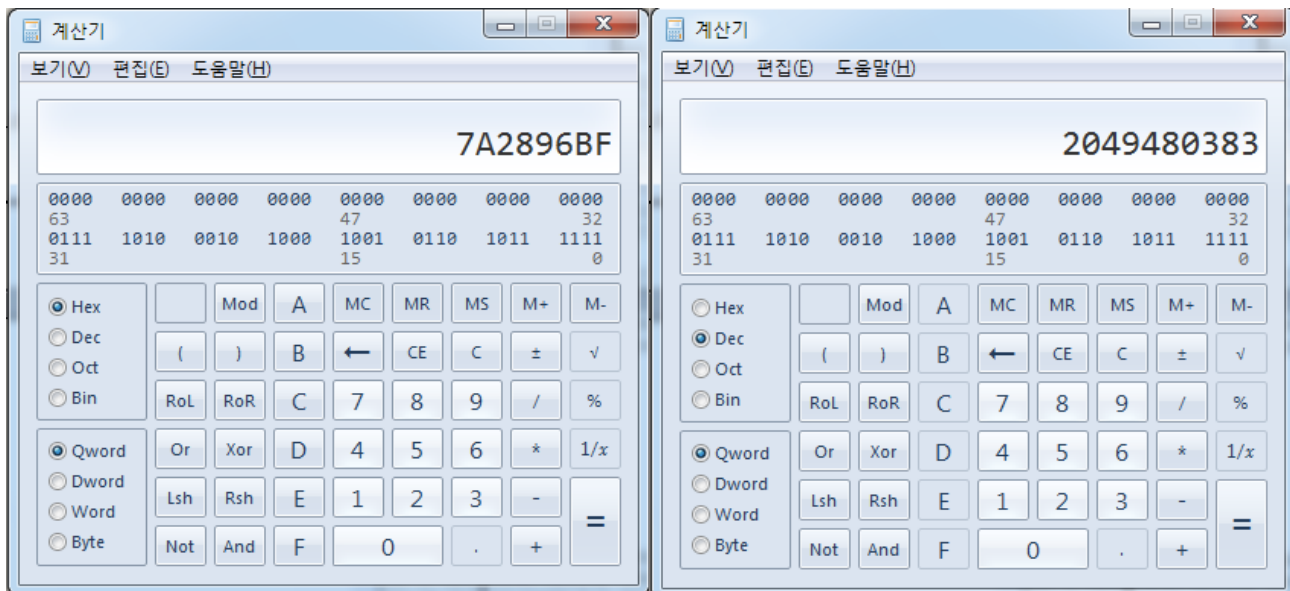 계산기
보기(V) 편집(E) 도움말(H)
7A2896BF
0000 0000 0000 0000 0000 0000 0000 0000
63 47 32
0111 1010 0010 1000 1001 0110 1011 1111
31 15 0
Hex
Dec
Oct
Bin
Qword
Dword
Word
Byte
Mod A MC MR MS M+ M-
( ) B ← CE C ± √
RoL RoR C 7 8 9 / %
Or Xor D 4 5 6 * 1/x
Lsh Rsh E 1 2 3 - =
Not And F 0 . +
계산기
보기(V) 편집(E) 도움말(H)
2049480383
0000 0000 0000 0000 0000 0000 0000 0000
63 47 32
0111 1010 0010 1000 1001 0110 1011 1111
31 15 0
Hex
Dec
Oct
Bin
Qword
Dword
Word
Byte
Mod A MC MR MS M+ M-
( ) B ← CE C ± √
RoL RoR C 7 8 9 / %
Or Xor D 4 5 6 * 1/x
Lsh Rsh E 1 2 3 - =
Not And F 0 . +